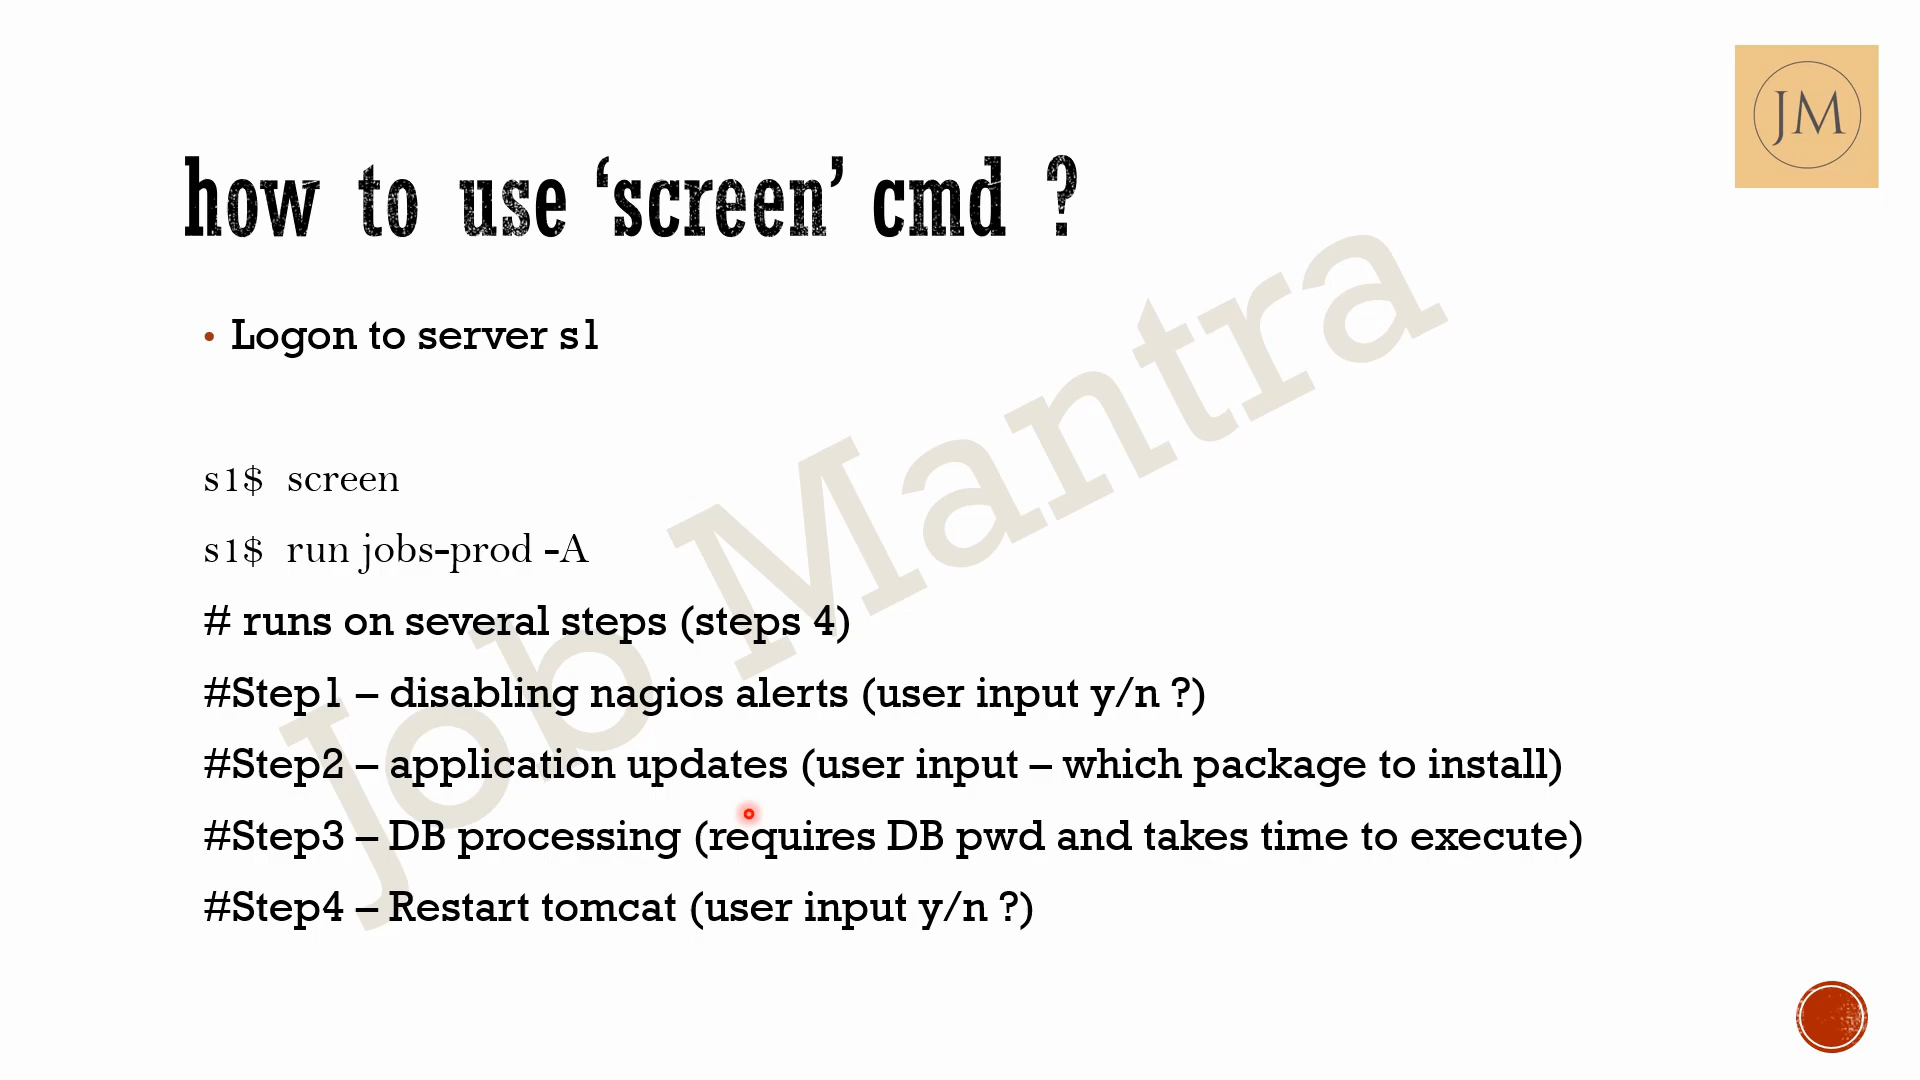 JM
how to use ‘screen’ cmd ?
• Logon to server s1
s1$ screen
s1$ run jobs-prod -A
# runs on several steps (steps 4)
#Step1 – disabling nagios alerts (user input y/n ?)
#Step2 – application updates (user input – which package to install)
#Step3 – DB processing (requires DB pwd and takes time to execute)
#Step4 – Restart tomcat (user input y/n ?)
Job Mantra